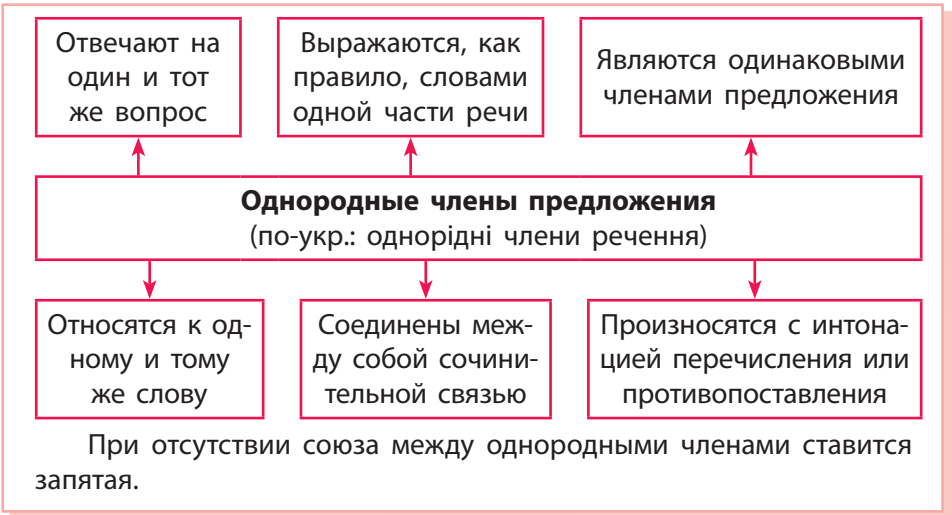 Отвечают на
один и тот
же вопрос
Выражаются, как
правило, словами
одной части речи
Являются одинаковыми
членами предложения
Однородные члены предложения
(по-укр.: однорідні члени речення)
Относятся к од-
ному и тому
же слову
Соединены меж-
ду собой сочини-
тельной связью
Произносятся с интона-
цией перечисления или
противопоставления
При отсутствии союза между однородными членами ставится
запятая.